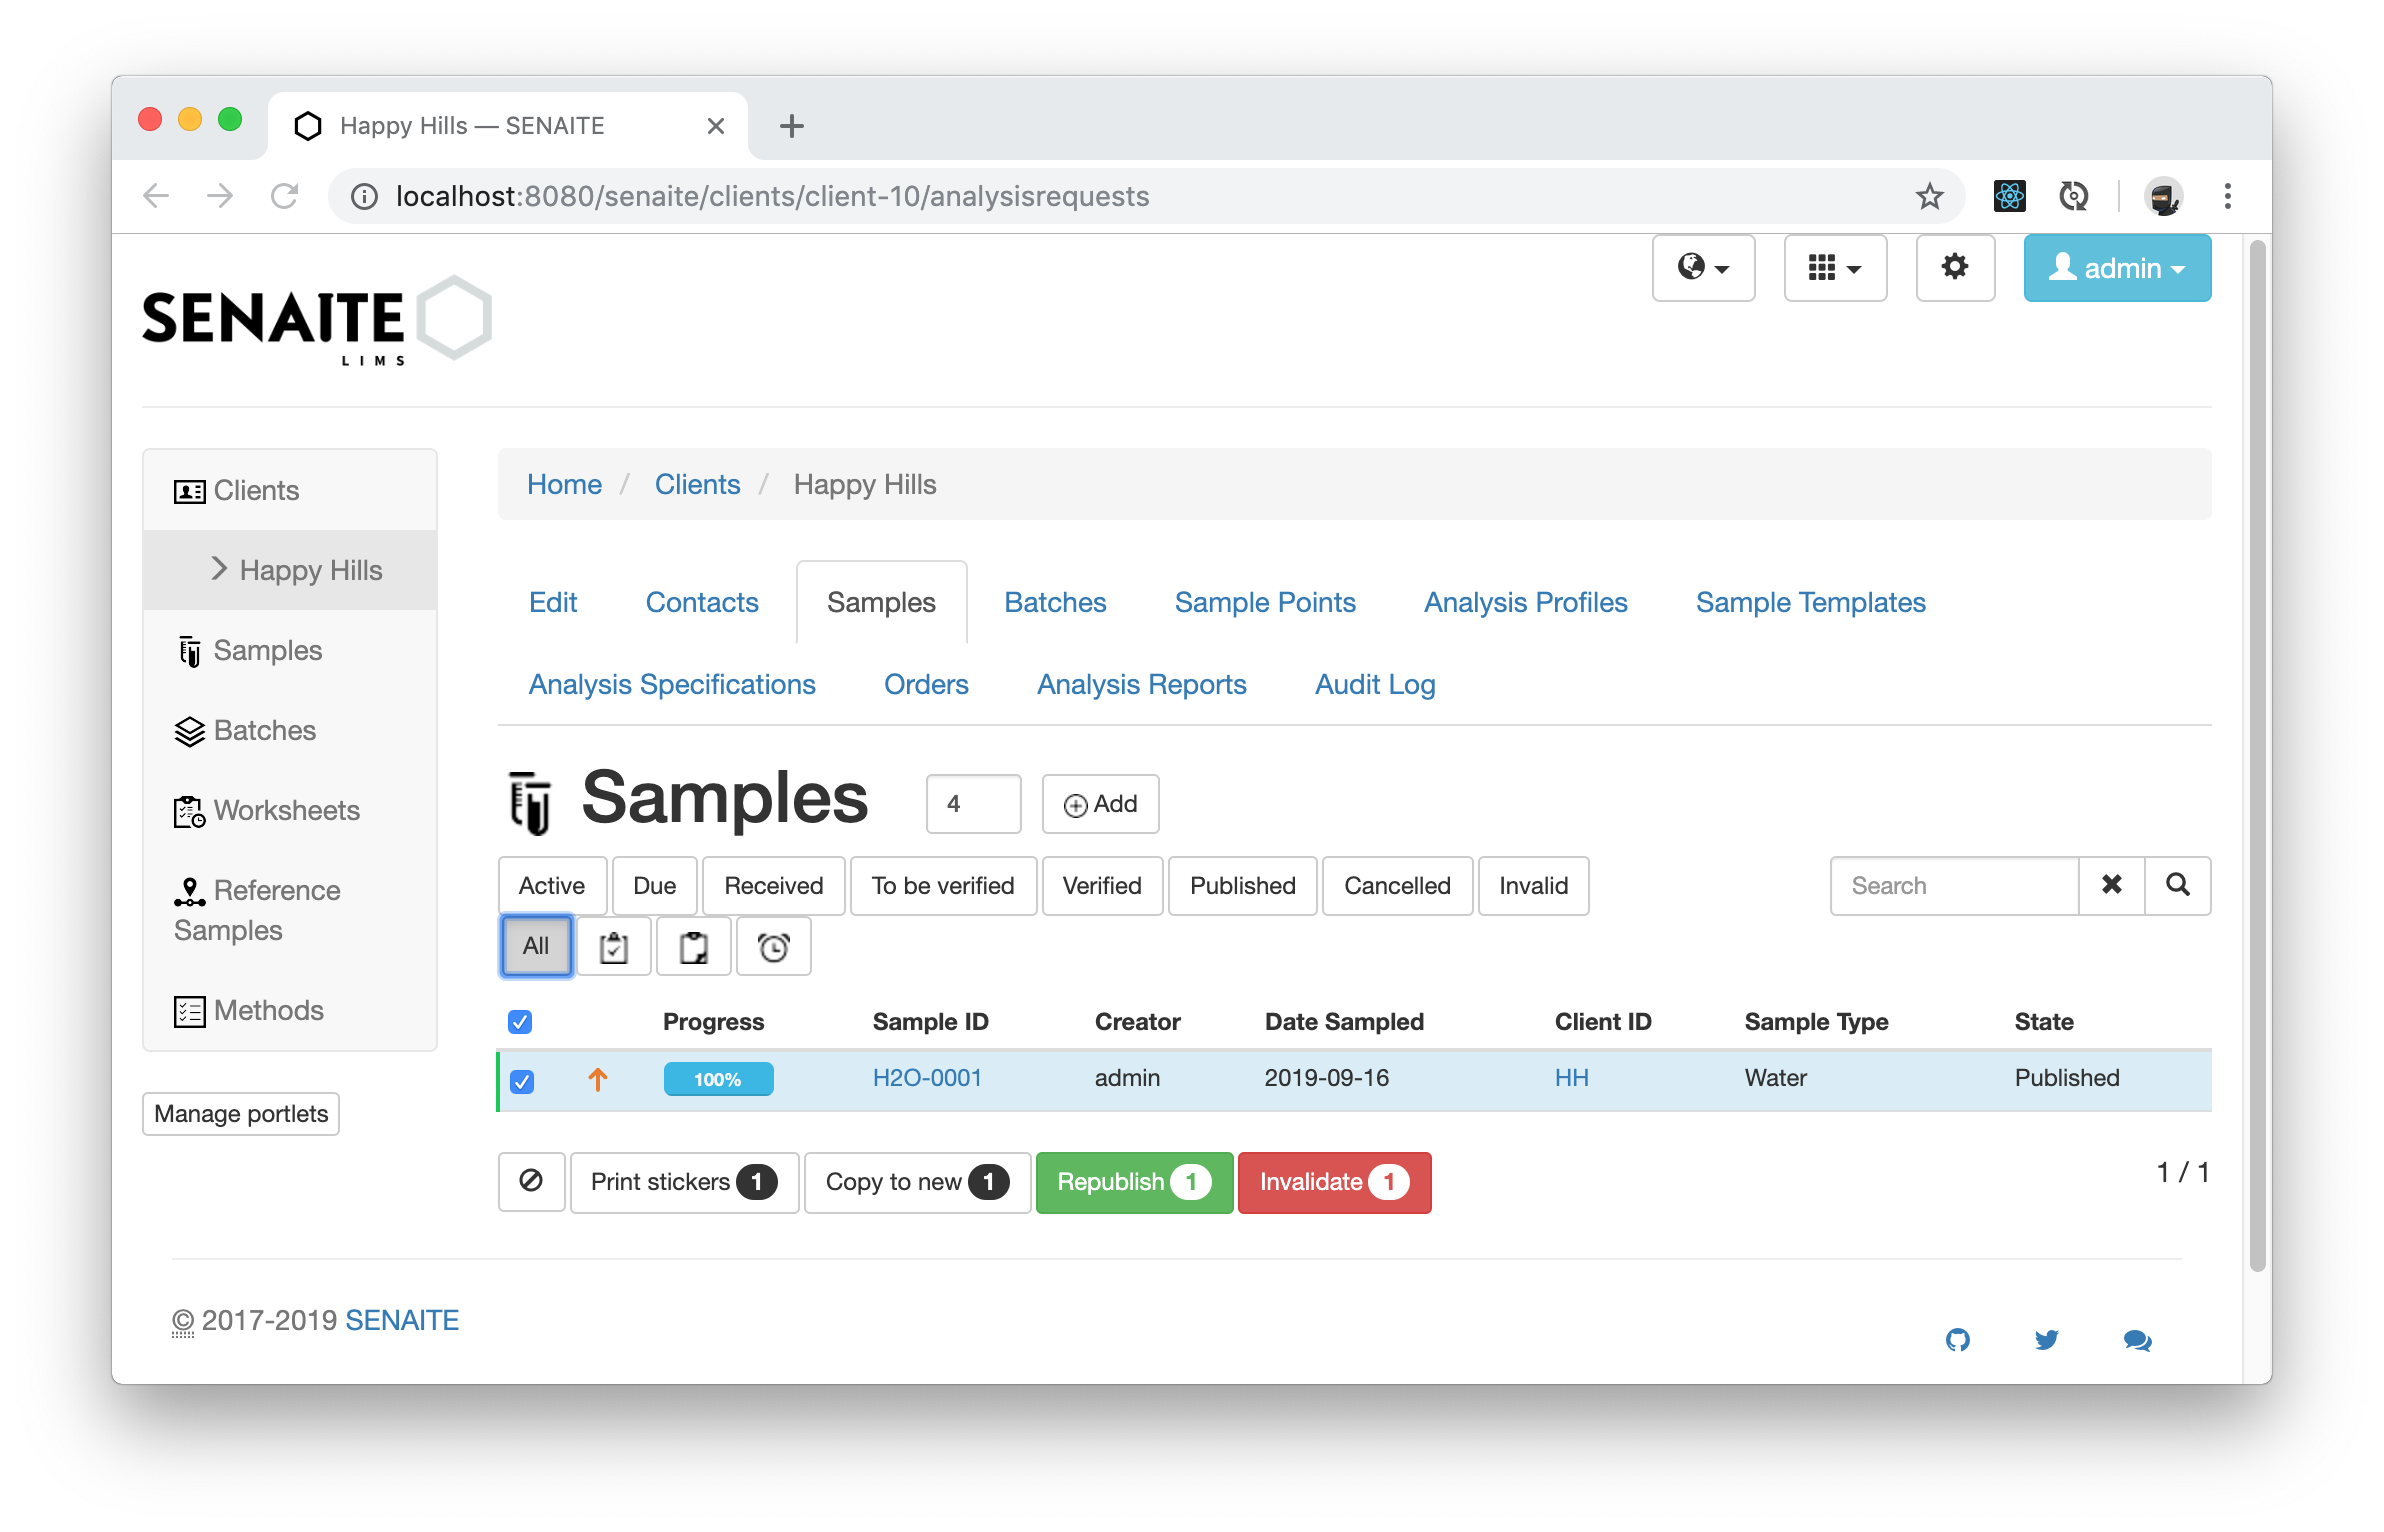 Happy Hills — SENAITE
localhost:8080/senaite/clients/client-10/analysisrequests
admin
SENAITE
LIMS
Clients
Happy Hills
Samples
Batches
Worksheets
Reference
Samples
Methods
Manage portlets
Home / Clients / Happy Hills
Edit Contacts Samples Batches Sample Points Analysis Profiles Sample Templates
Analysis Specifications Orders Analysis Reports Audit Log
Samples 4 Add
Active Due Received To be verified Verified Published Cancelled Invalid Search
All
Progress Sample ID Creator Date Sampled Client ID Sample Type State
100% H2O-0001 admin 2019-09-16 HH Water Published
Print stickers 1 Copy to new 1 Republish 1 Invalidate 1 1 / 1
© 2017-2019 SENAITE